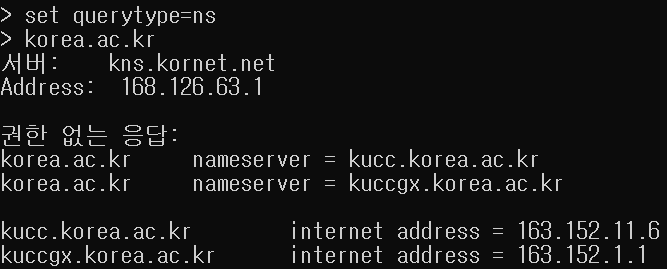 > set querytype=ns
> korea.ac.kr
서버:    kns.kornet.net
Address:  168.126.63.1

권한 없는 응답:
korea.ac.kr     nameserver = kucc.korea.ac.kr
korea.ac.kr     nameserver = kuccgx.korea.ac.kr

kucc.korea.ac.kr        internet address = 163.152.11.6
kuccgx.korea.ac.kr      internet address = 163.152.1.1